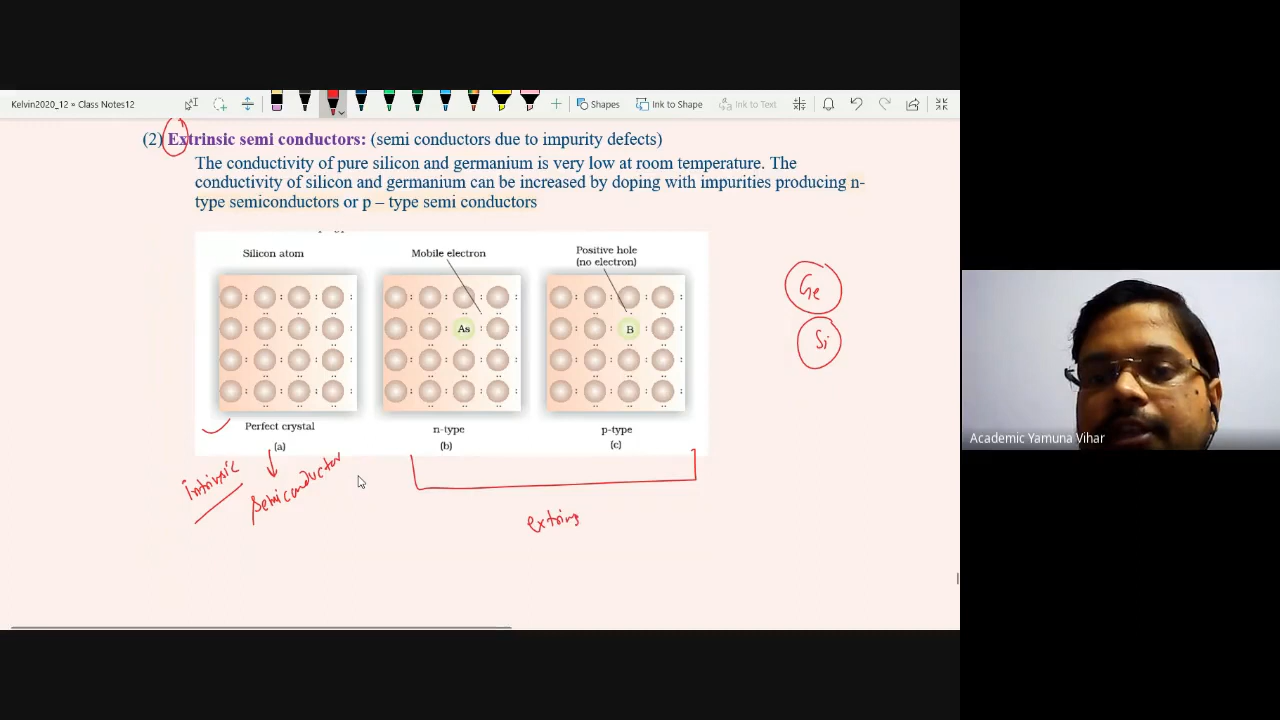 Kelvin2020_12 » Class Notes12
Shapes
Ink to Shape
Ink to Text
(2) Extrinsic semi conductors: (semi conductors due to impurity defects)
The conductivity of pure silicon and germanium is very low at room temperature. The
conductivity of silicon and germanium can be increased by doping with impurities producing n-
type semiconductors or p – type semi conductors
Silicon atom
Mobile electron
Positive hole
(no electron)
As
B
Perfect crystal
(a)
n-type
(b)
p-type
(c)
Ge
Si
Intrinsic
Semiconductor
extrins
Academic Yamuna Vihar